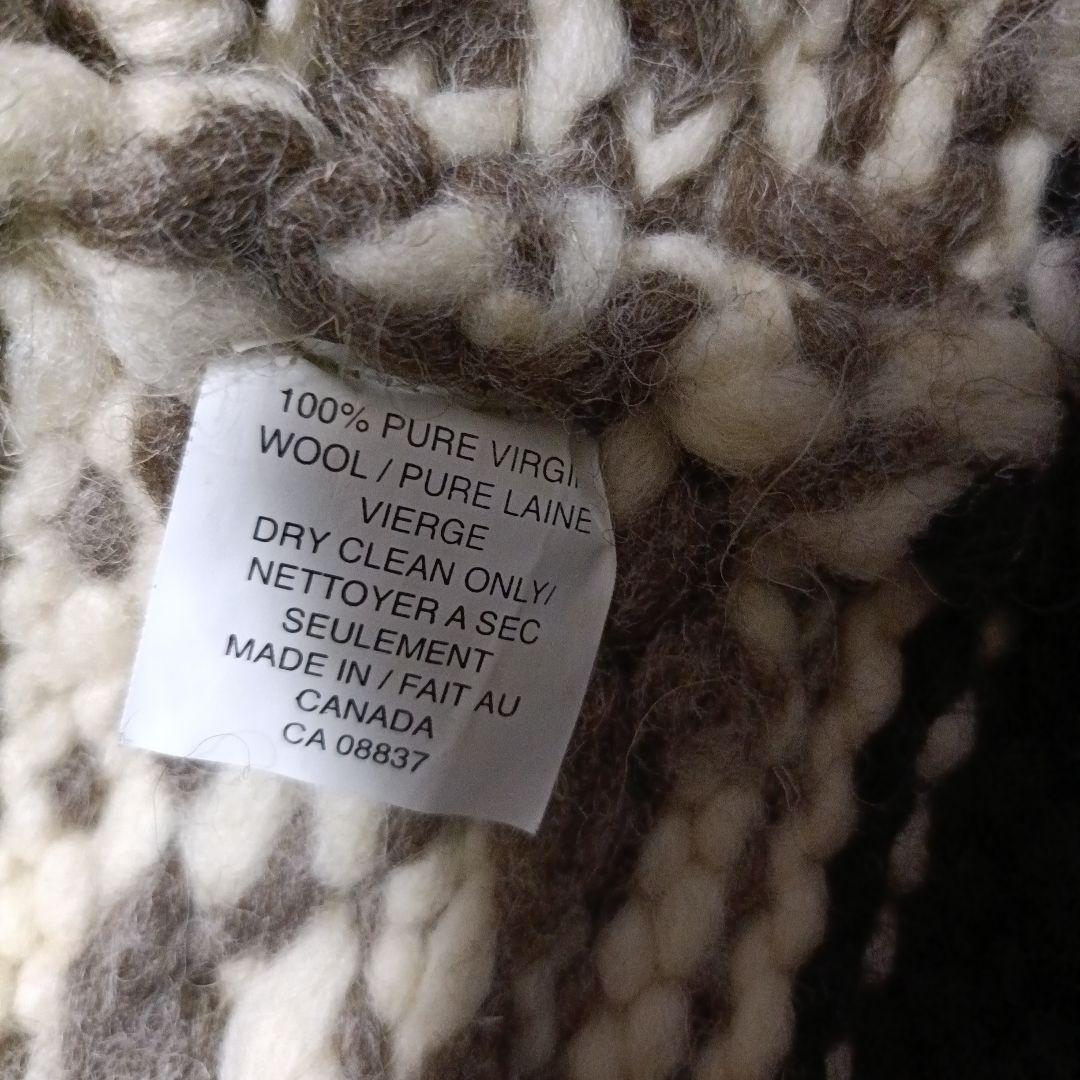 100% PURE VIRGI
WOOL / PURE LAINE
VIERGE
DRY CLEAN ONLY/
NETTOYER A SEC
SEULEMENT
MADE IN / FAIT AU
CANADA
CA 08837